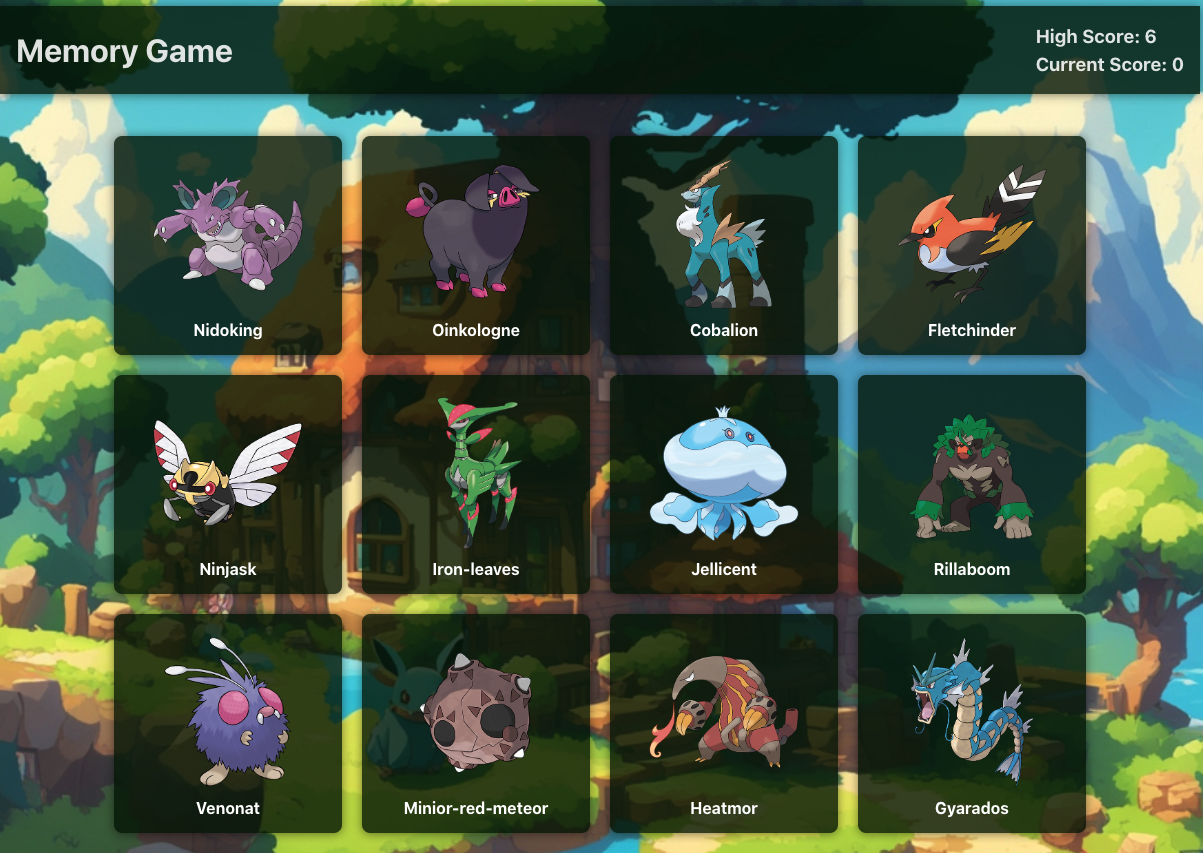 Memory Game
High Score: 6
Current Score: 0
Nidoking
Oinkologne
Cobalion
Fletchinder
Ninjask
Iron-leaves
Jellicent
Rillaboom
Venonat
Minior-red-meteor
Heatmor
Gyarados